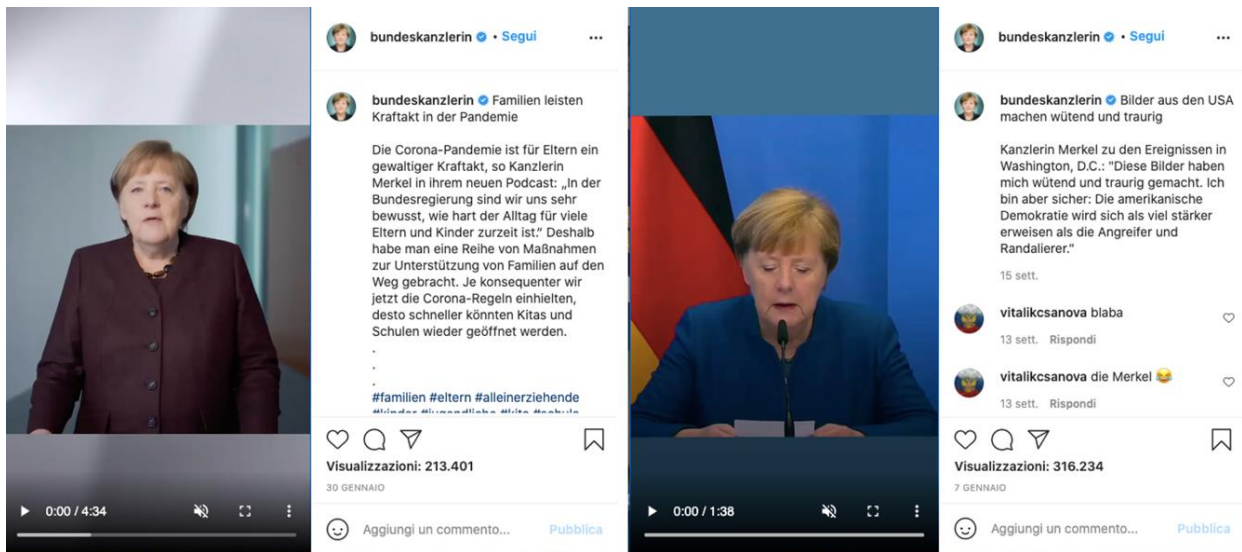 bundeskanzlerin • Segui
bundeskanzlerin Familien leisten
Kraftakt in der Pandemie
Die Corona-Pandemie ist für Eltern ein
gewaltiger Kraftakt, so Kanzlerin
Merkel in ihrem neuen Podcast: „In der
Bundesregierung sind wir uns sehr
bewusst, wie hart der Alltag für viele
Eltern und Kinder zurzeit ist.“ Deshalb
habe man eine Reihe von Maßnahmen
zur Unterstützung von Familien auf den
Weg gebracht. Je konsequenter wir
jetzt die Corona-Regeln einhielten,
desto schneller könnten Kitas und
Schulen wieder geöffnet werden.
.
.
.
#familien #eltern #alleinerziehende
#kinder #jugendliche #kita #schule
Visualizzazioni: 213.401
30 GENNAIO
0:00 / 4:34
Aggiungi un commento... Pubblica
bundeskanzlerin • Segui
bundeskanzlerin Bilder aus den USA
machen wütend und traurig
Kanzlerin Merkel zu den Ereignissen in
Washington, D.C.: "Diese Bilder haben
mich wütend und traurig gemacht. Ich
bin aber sicher: Die amerikanische
Demokratie wird sich als viel stärker
erweisen als die Angreifer und
Randalierer."
15 sett.
vitalikcsanova blaba
13 sett. Rispondi
vitalikcsanova die Merkel 😂
13 sett. Rispondi
Visualizzazioni: 316.234
7 GENNAIO
0:00 / 1:38
Aggiungi un commento... Pubblica